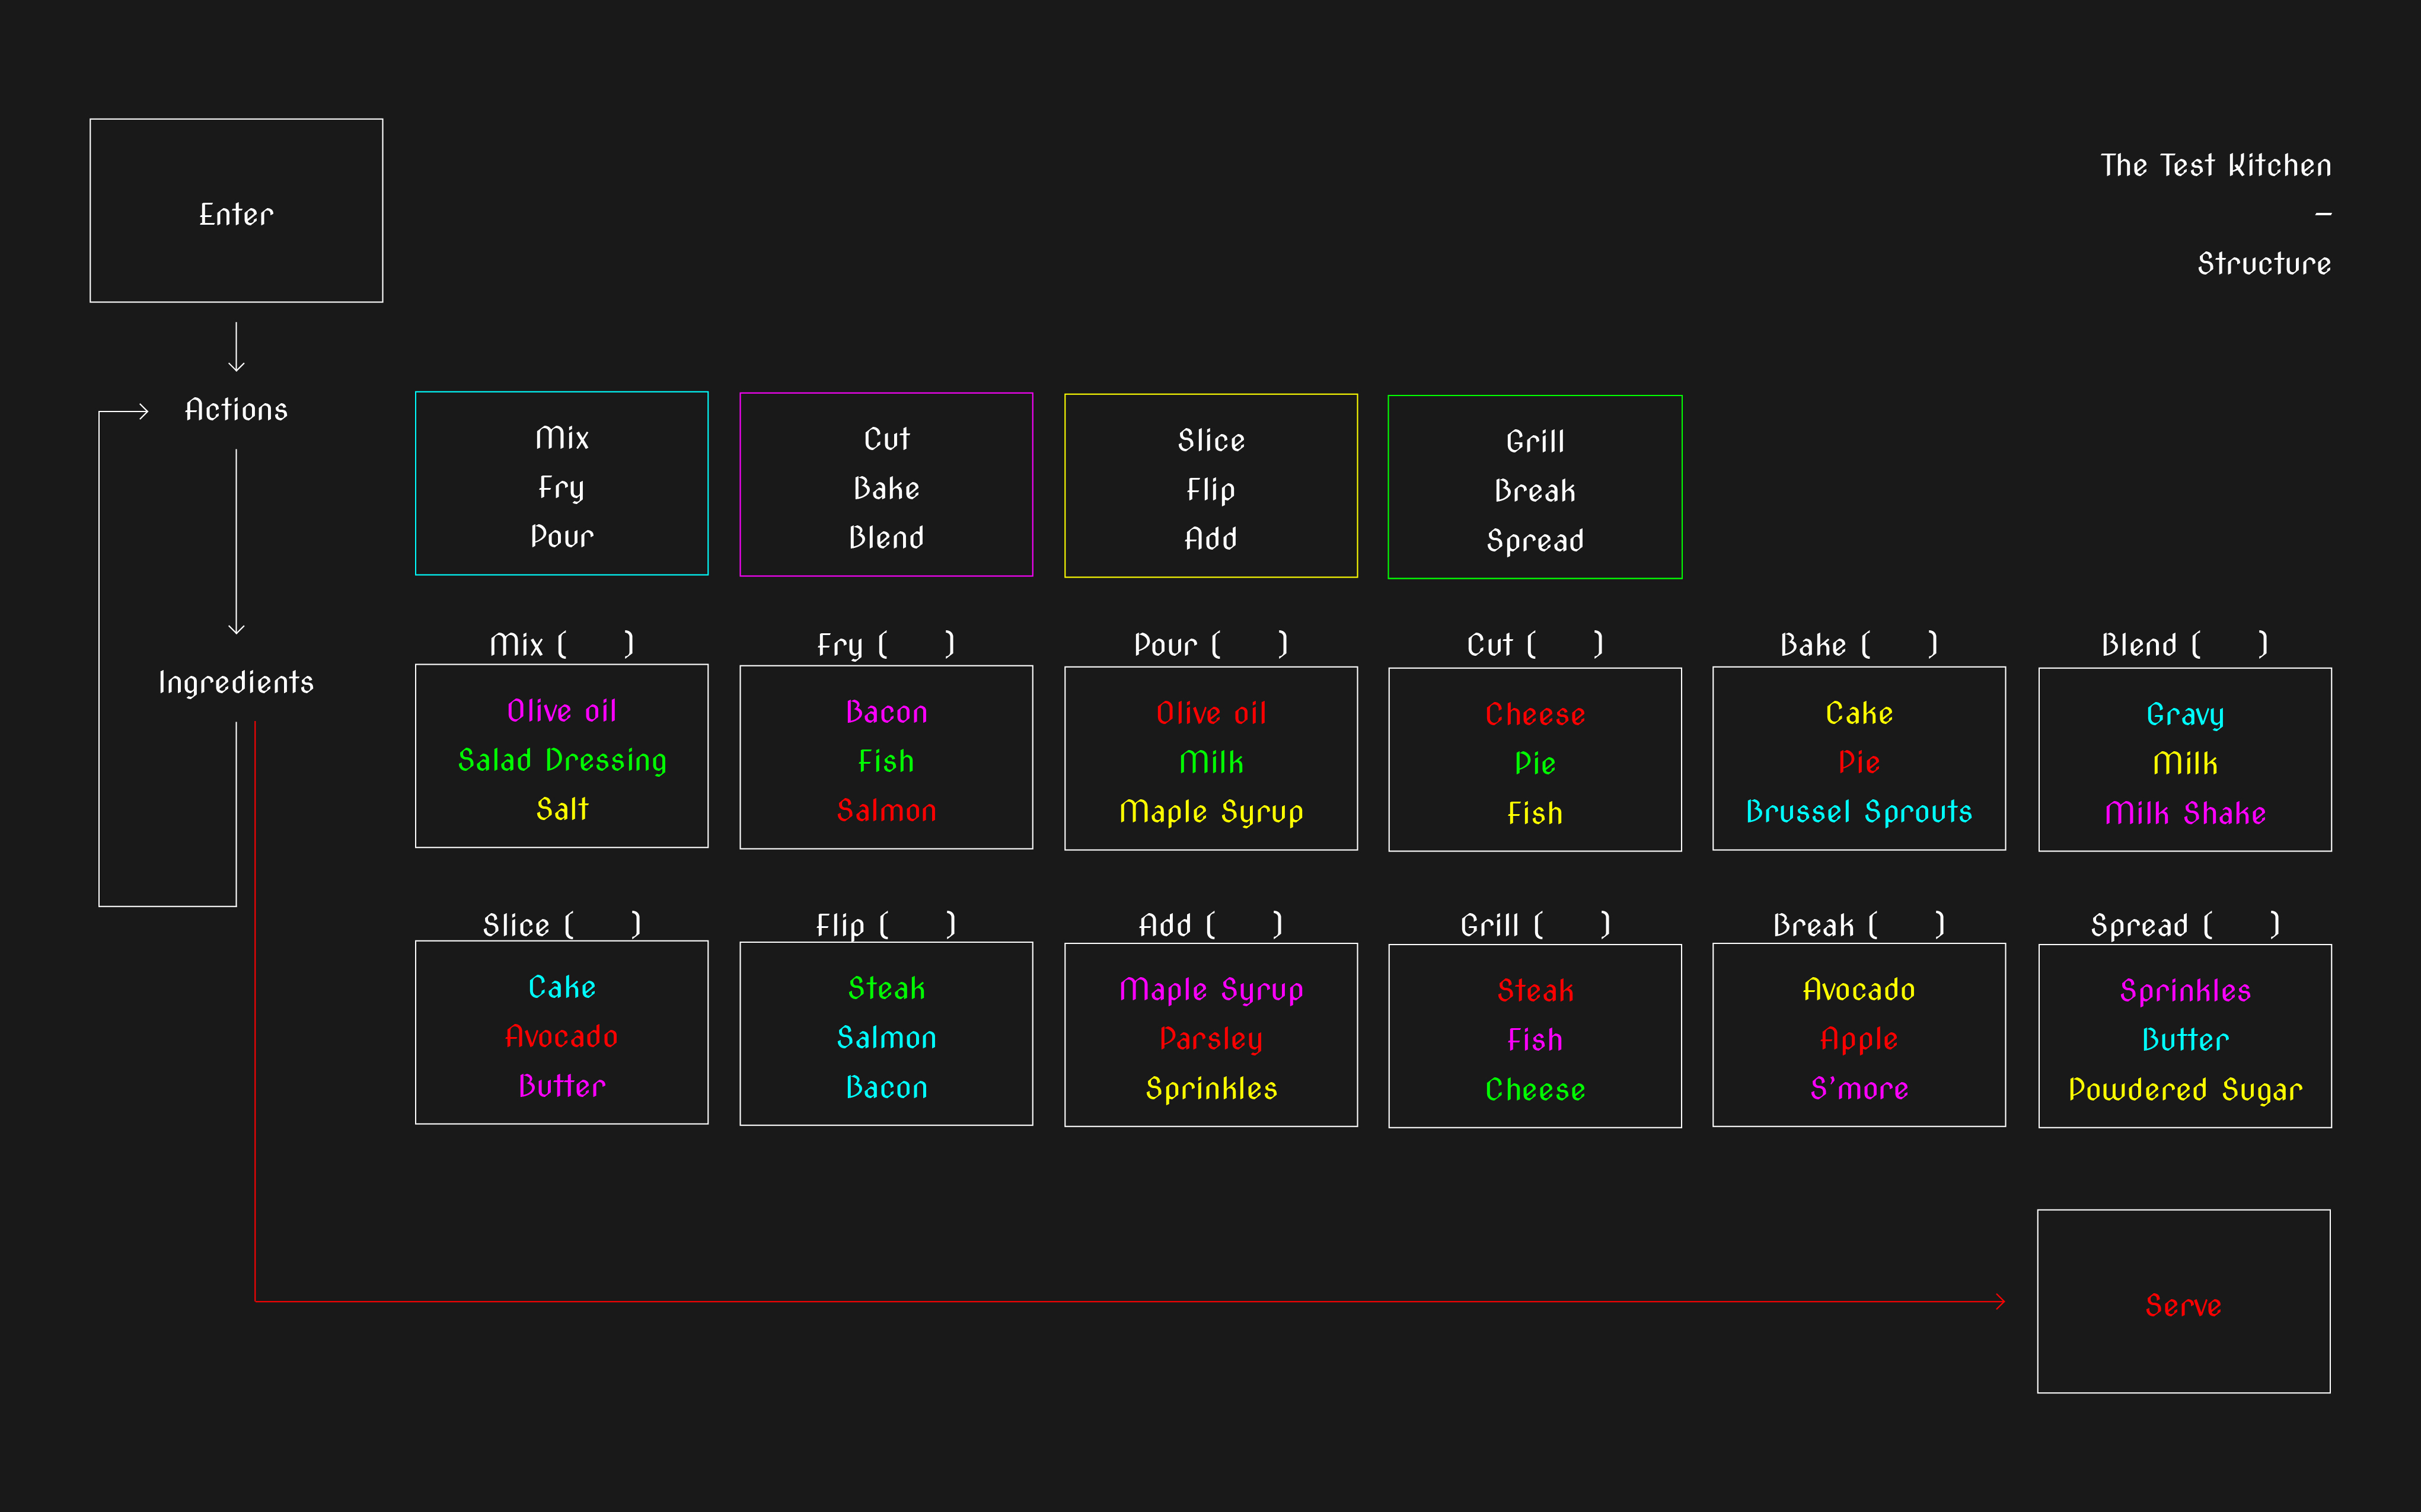 Enter
The Test Kitchen
—
Structure
Actions
Mix
Fry
Pour
Cut
Bake
Blend
Slice
Flip
Add
Grill
Break
Spread
Ingredients
Mix ( )
Olive oil
Salad Dressing
Salt
Fry ( )
Bacon
Fish
Salmon
Pour ( )
Olive oil
Milk
Maple Syrup
Cut ( )
Cheese
Pie
Fish
Bake ( )
Cake
Pie
Brussel Sprouts
Blend ( )
Gravy
Milk
Milk Shake
Slice ( )
Cake
Avocado
Butter
Flip ( )
Steak
Salmon
Bacon
Add ( )
Maple Syrup
Parsley
Sprinkles
Grill ( )
Steak
Fish
Cheese
Break ( )
Avocado
Apple
S'more
Spread ( )
Sprinkles
Butter
Powdered Sugar
Serve